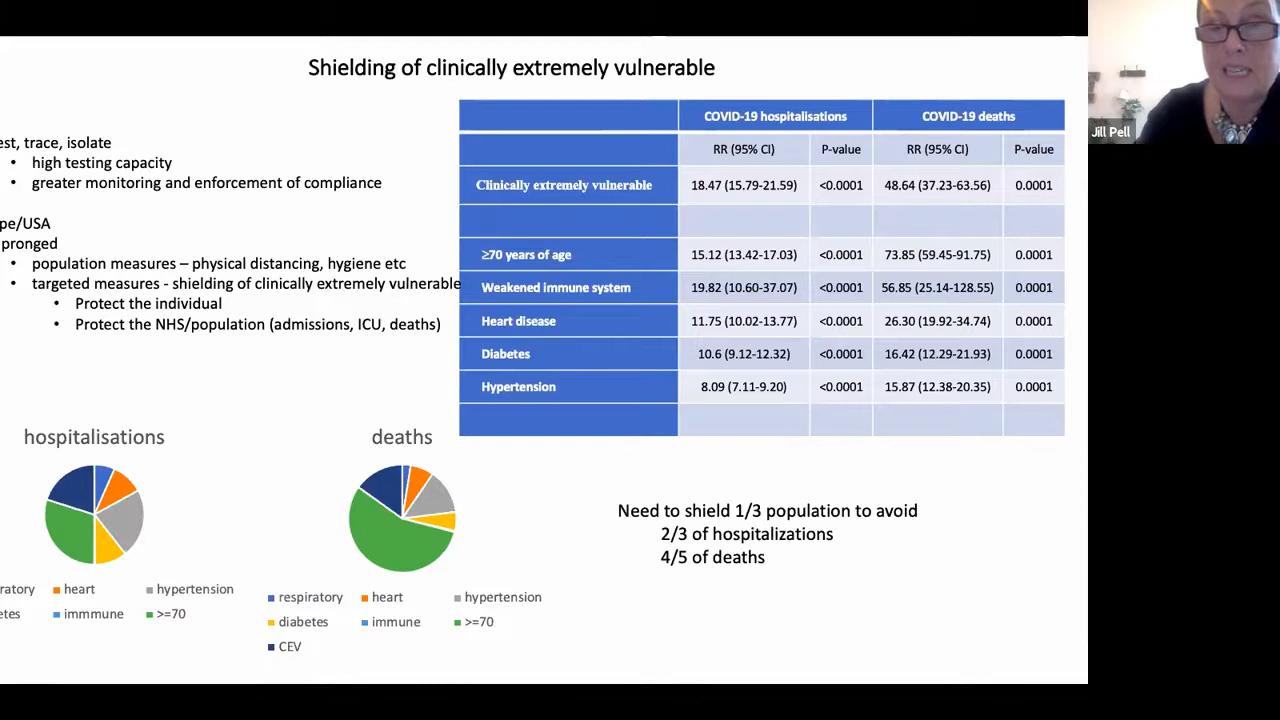 Shielding of clinically extremely vulnerable
est, trace, isolate
• high testing capacity
• greater monitoring and enforcement of compliance
pe/USA
pronged
• population measures – physical distancing, hygiene etc
• targeted measures - shielding of clinically extremely vulnerable
• Protect the individual
• Protect the NHS/population (admissions, ICU, deaths)
COVID-19 hospitalisations COVID-19 deaths
RR (95% CI) P-value RR (95% CI) P-value
Clinically extremely vulnerable 18.47 (15.79-21.59) <0.0001 48.64 (37.23-63.56) 0.0001
≥70 years of age 15.12 (13.42-17.03) <0.0001 73.85 (59.45-91.75) 0.0001
Weakened immune system 19.82 (10.60-37.07) <0.0001 56.85 (25.14-128.55) 0.0001
Heart disease 11.75 (10.02-13.77) <0.0001 26.30 (19.92-34.74) 0.0001
Diabetes 10.6 (9.12-12.32) <0.0001 16.42 (12.29-21.93) 0.0001
Hypertension 8.09 (7.11-9.20) <0.0001 15.87 (12.38-20.35) 0.0001
hospitalisations
ratory heart hypertension
etes immmune >=70
deaths
respiratory heart hypertension
diabetes immune >=70
CEV
Need to shield 1/3 population to avoid
2/3 of hospitalizations
4/5 of deaths
Jill Pell